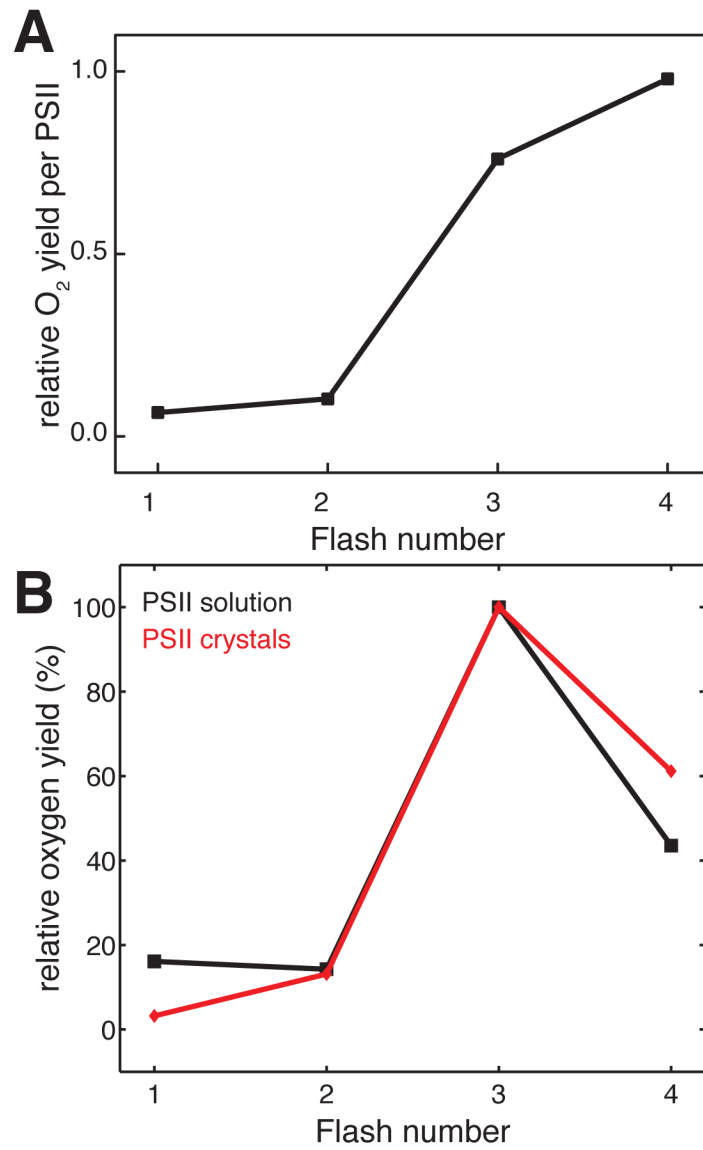 A
relative O₂ yield per PSII
1.0
0.5
0.0
1 2 3 4
Flash number
B
PSII solution
PSII crystals
relative oxygen yield (%)
100
80
60
40
20
0
1 2 3 4
Flash number